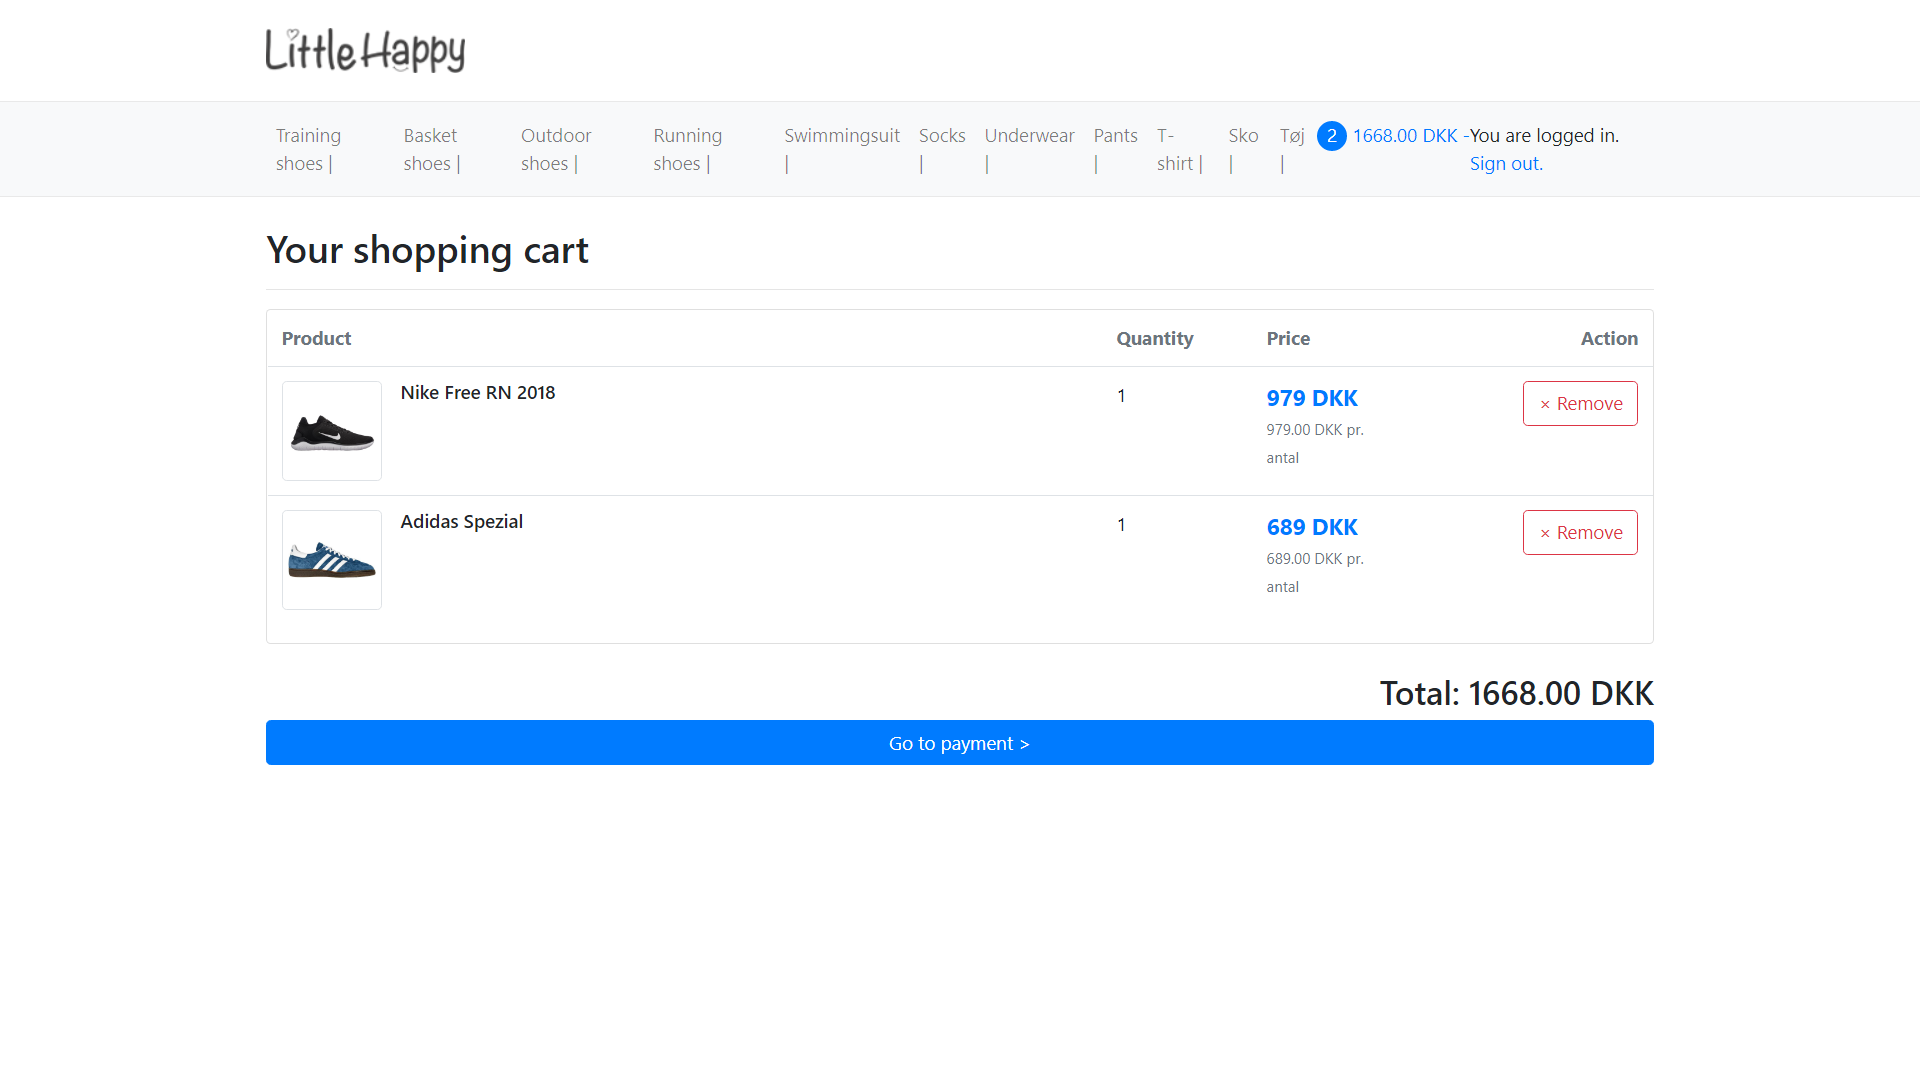 Little Happy
Training shoes |
Basket shoes |
Outdoor shoes |
Running shoes |
Swimmingsuit |
Socks |
Underwear |
Pants |
T-shirt |
Sko |
Tøj |
2 1668.00 DKK -
You are logged in.
Sign out.
Your shopping cart
Product Quantity Price Action
Nike Free RN 2018 1 979 DKK × Remove
979.00 DKK pr.
antal
Adidas Spezial 1 689 DKK × Remove
689.00 DKK pr.
antal
Total: 1668.00 DKK
Go to payment >